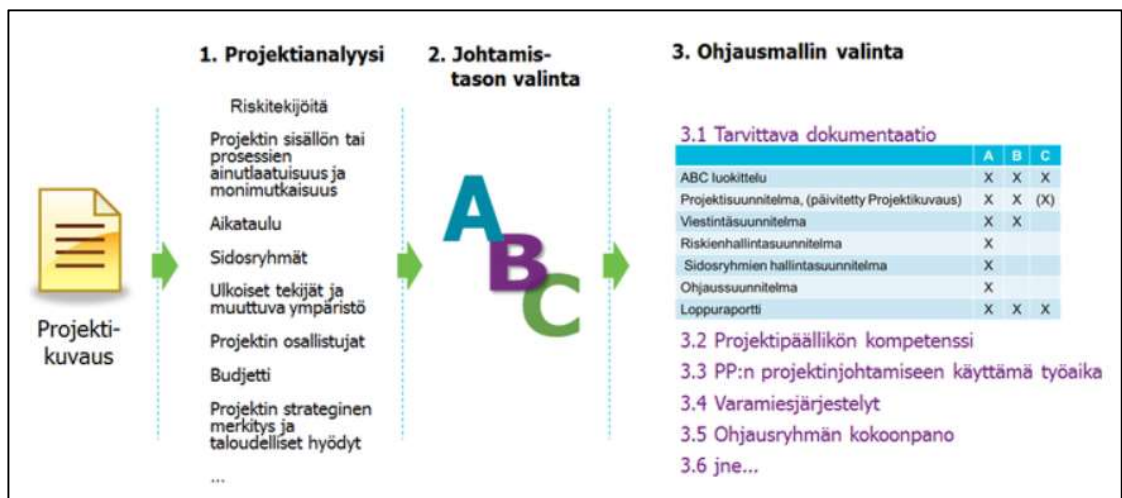 Projekti-
kuvaus
1. Projektianalyysi
Riskitekijöitä
Projektin sisällön tai
prosessien
ainutlaatuisuus ja
monimutkaisuus
Aikataulu
Sidosryhmät
Ulkoiset tekijät ja
muuttuva ympäristö
Projektin osallistujat
Budjetti
Projektin strateginen
merkitys ja
taloudelliset hyödyt
...
2. Johtamis-
tason valinta
A
B
C
3. Ohjausmallin valinta
3.1 Tarvittava dokumentaatio
A B C
ABC luokittelu X X X
Projektisuunnitelma, (päivitetty Projektikuvaus) X X (X)
Viestintäsuunnitelma X X
Riskienhallintasuunnitelma X
Sidosryhmien hallintasuunnitelma X
Ohjaussuunnitelma X
Loppuraportti X X X
3.2 Projektipäällikön kompetenssi
3.3 PP:n projektinjohtamiseen käyttämä työaika
3.4 Varamiesjärjestelyt
3.5 Ohjausryhmän kokoonpano
3.6 jne...